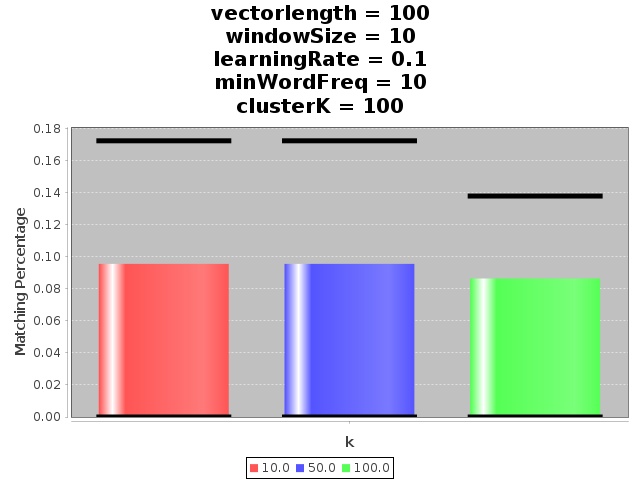 vectorlength = 100
windowSize = 10
learningRate = 0.1
minWordFreq = 10
clusterK = 100
0.18
0.16
0.14
0.12
0.10
0.08
0.06
0.04
0.02
0.00
Matching Percentage
k
10.0 50.0 100.0